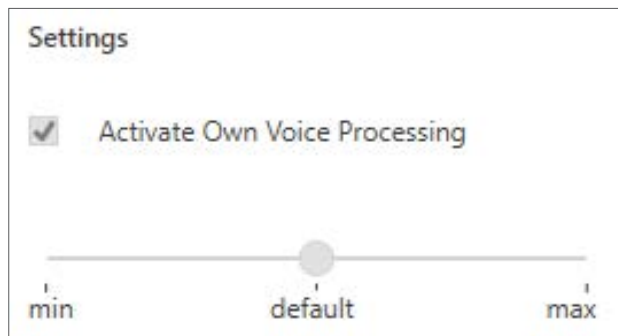 Settings
Activate Own Voice Processing
min default max